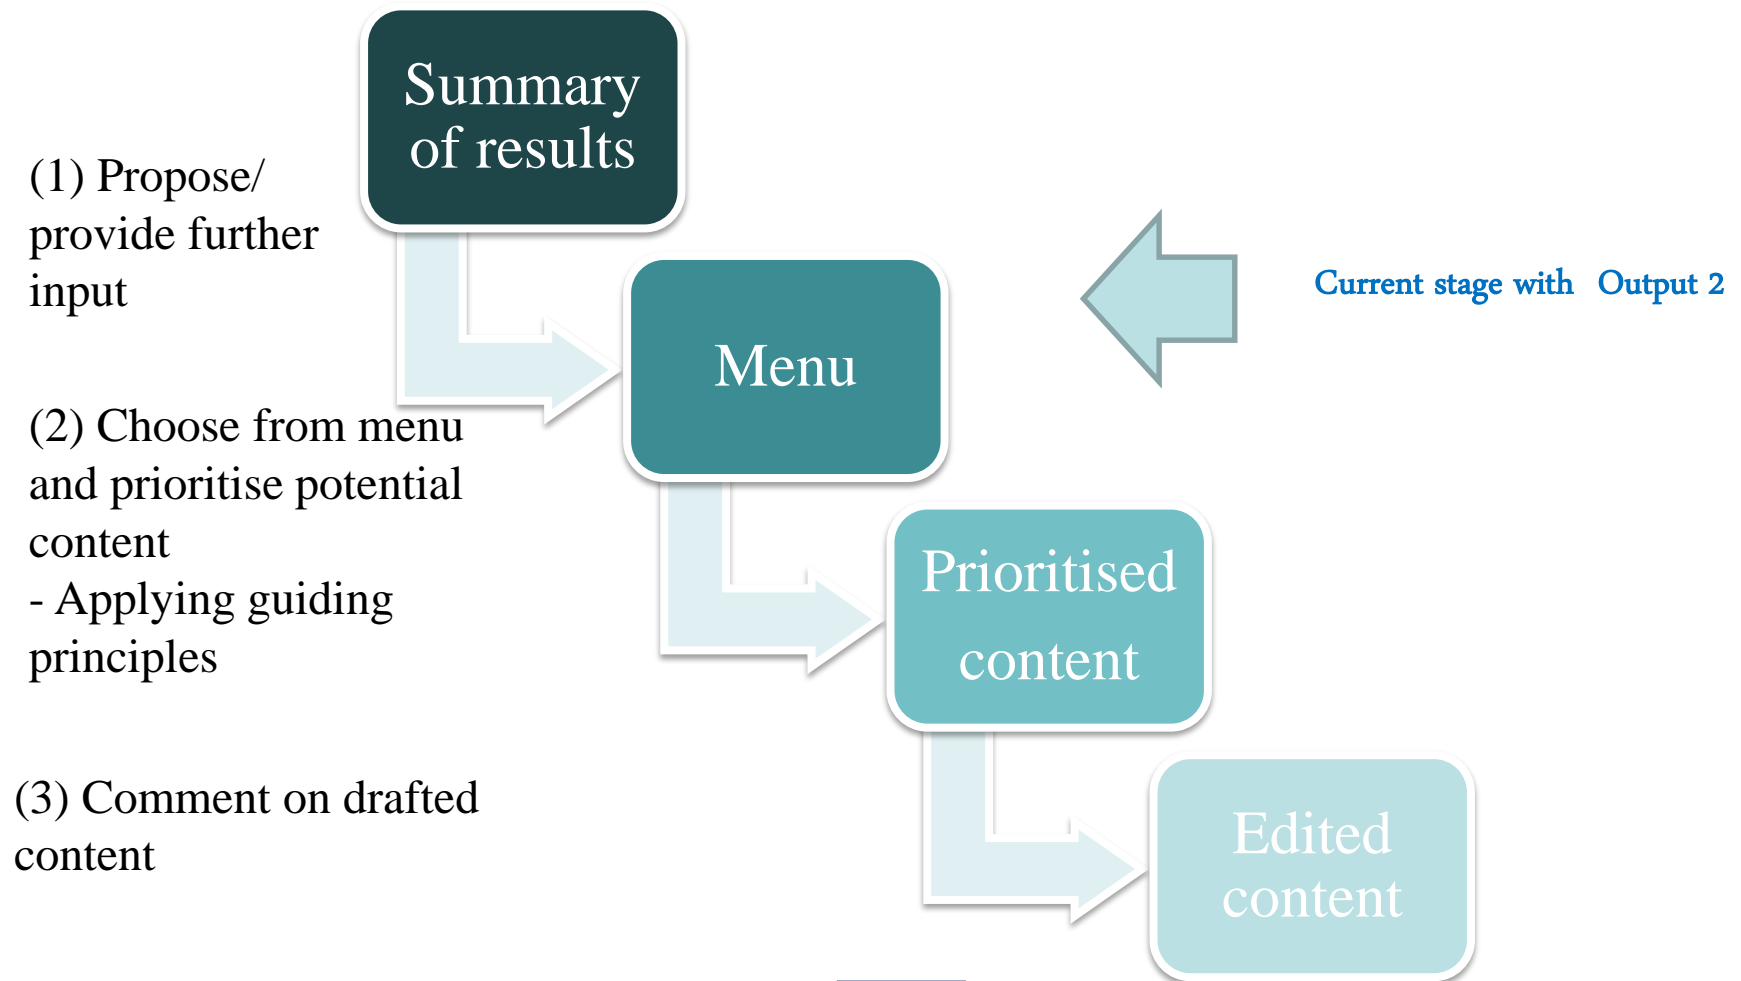 Summary
of results
(1) Propose/
provide further
input
Current stage with Output 2
Menu
(2) Choose from menu
and prioritise potential
content
- Applying guiding
principles
Prioritised
content
(3) Comment on drafted
content
Edited
content